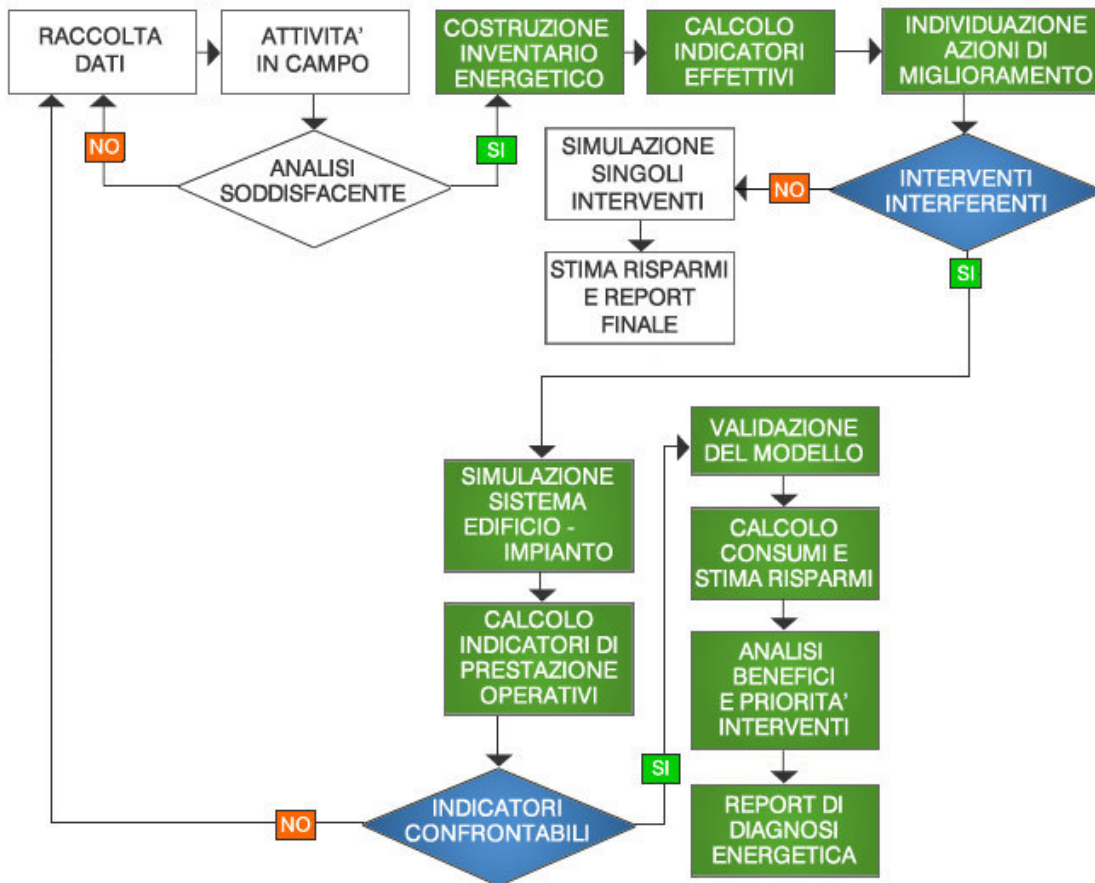 RACCOLTA
DATI
ATTIVITA'
IN CAMPO
COSTRUZIONE
INVENTARIO
ENERGETICO
CALCOLO
INDICATORI
EFFETTIVI
INDIVIDUAZIONE
AZIONI DI
MIGLIORAMENTO
NO
ANALISI
SODDISFACENTE
SI
SIMULAZIONE
SINGOLI
INTERVENTI
NO
INTERVENTI
INTERFERENTI
SI
STIMA RISPARMI
E REPORT
FINALE
SIMULAZIONE
SISTEMA
EDIFICIO -
IMPIANTO
CALCOLO
INDICATORI DI
PRESTAZIONE
OPERATIVI
INDICATORI
CONFRONTABILI
NO
SI
VALIDAZIONE
DEL MODELLO
CALCOLO
CONSUMI E
STIMA RISPARMI
ANALISI
BENEFICI
E PRIORITA'
INTERVENTI
REPORT DI
DIAGNOSI
ENERGETICA